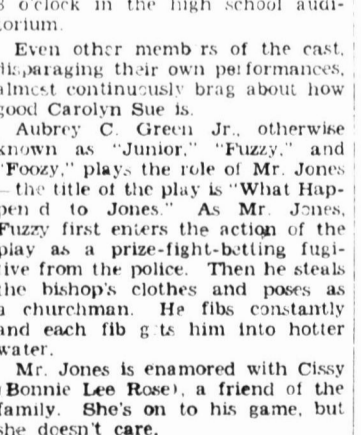 8 o'clock in the high school audi-
torium.
Even other memb rs of the cast,
disparaging their own performances,
almost continuously brag about how
good Carolyn Sue is.
Aubrey C. Green Jr., otherwise
known as "Junior," "Fuzzy," and
"Foozy," plays the role of Mr. Jones
—the title of the play is "What Hap-
pen d to Jones." As Mr. Jones,
Fuzzy first enters the action of the
play as a prize-fight-betting fugi-
tive from the police. Then he steals
the bishop's clothes and poses as
a churchman. He fibs constantly
and each fib g ts him into hotter
water.
Mr. Jones is enamored with Cissy
(Bonnie Lee Rose), a friend of the
family. She's on to his game, but
she doesn't care.